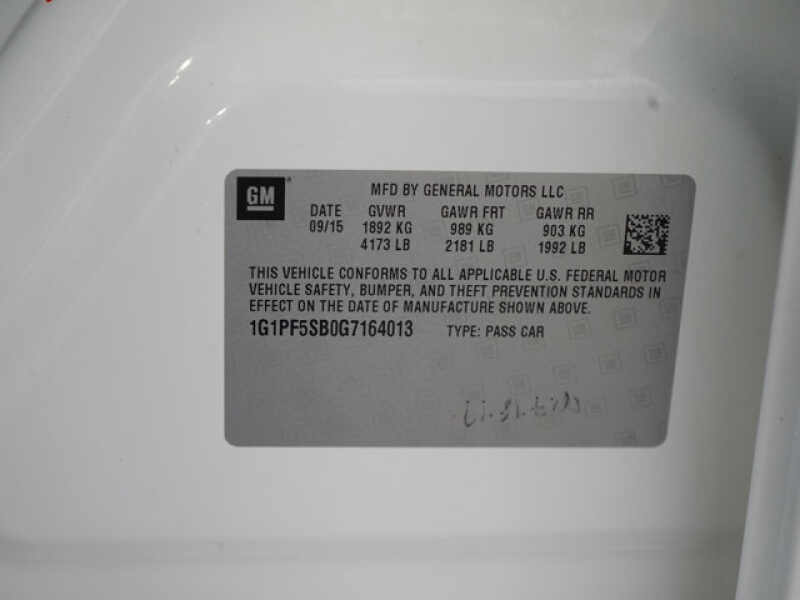 GM MFD BY GENERAL MOTORS LLC
DATE GVWR GAWR FRT GAWR RR
09/15 1892 KG 989 KG 903 KG
4173 LB 2181 LB 1992 LB
THIS VEHICLE CONFORMS TO ALL APPLICABLE U.S. FEDERAL MOTOR
VEHICLE SAFETY, BUMPER, AND THEFT PREVENTION STANDARDS IN
EFFECT ON THE DATE OF MANUFACTURE SHOWN ABOVE.
1G1PF5SB0G7164013 TYPE: PASS CAR